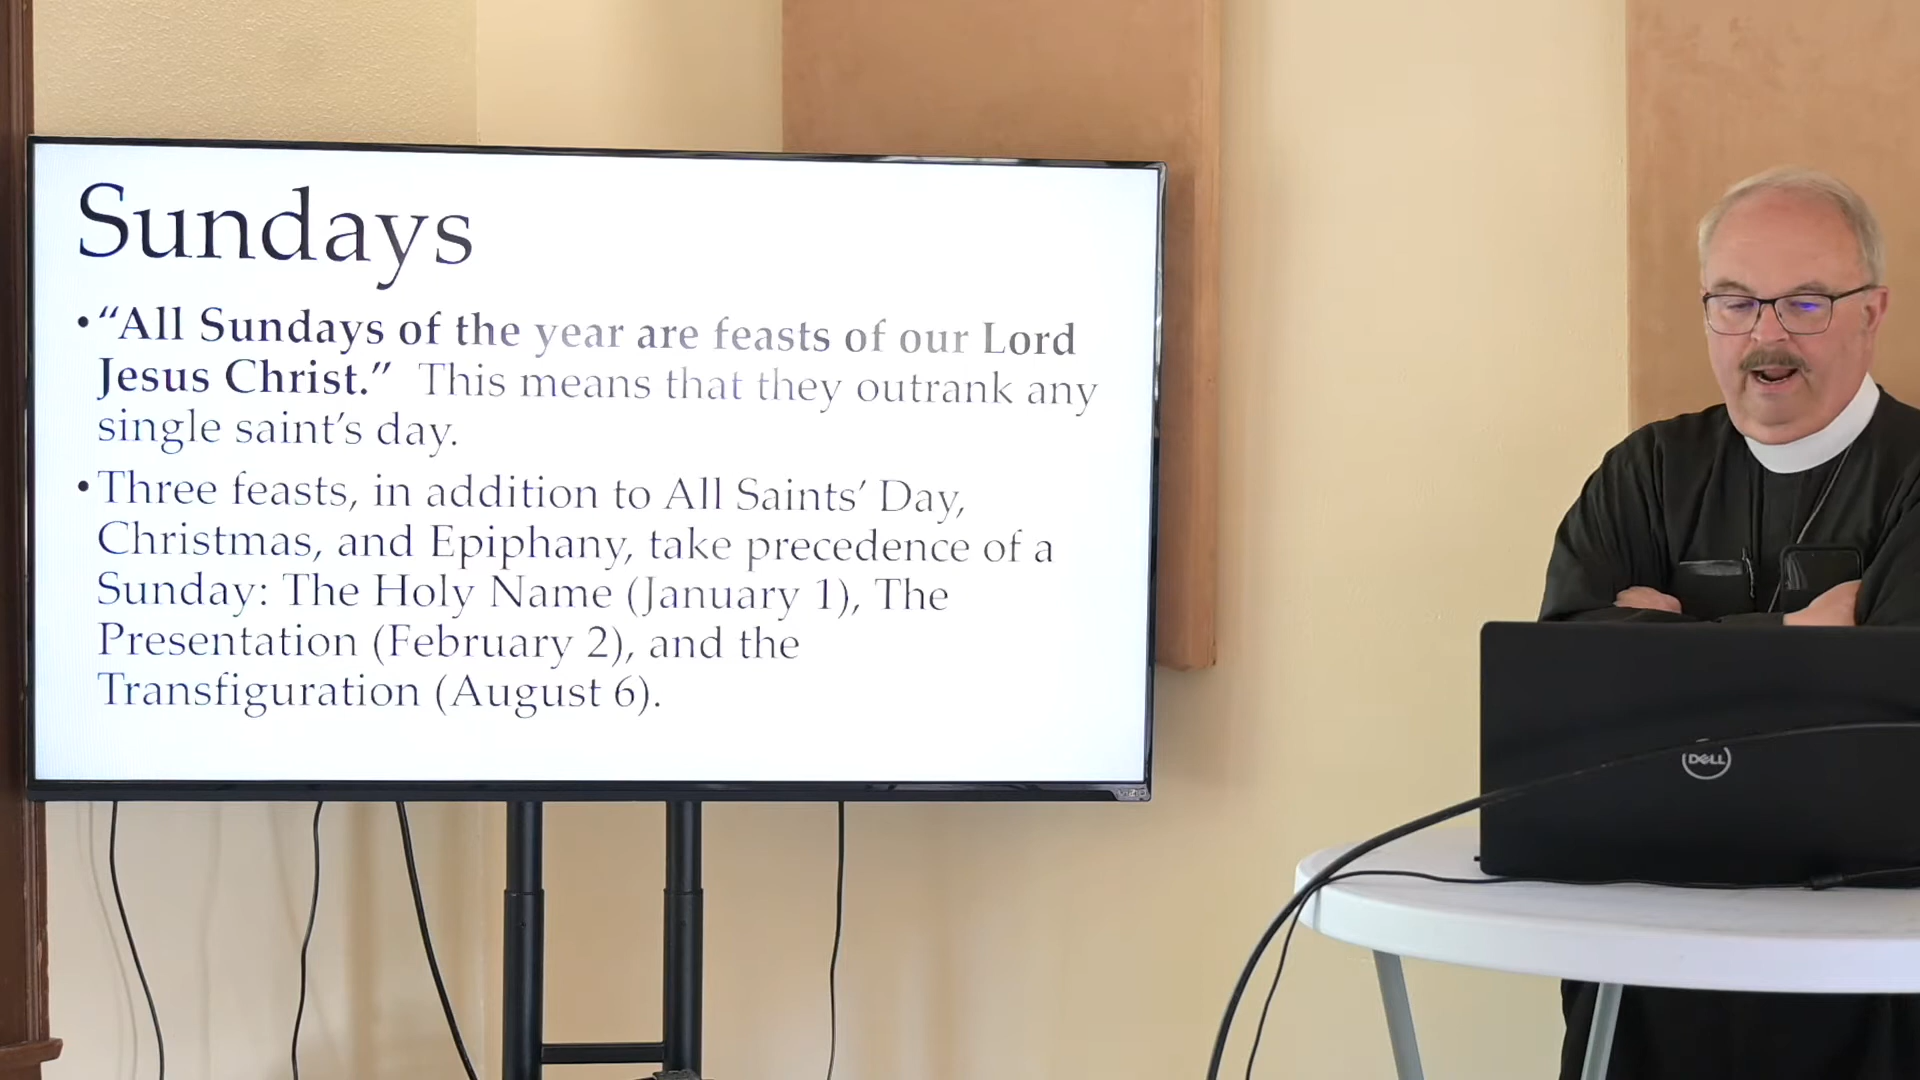 Sundays
• “All Sundays of the year are feasts of our Lord
Jesus Christ.” This means that they outrank any
single saint’s day.
• Three feasts, in addition to All Saints’ Day,
Christmas, and Epiphany, take precedence of a
Sunday: The Holy Name (January 1), The
Presentation (February 2), and the
Transfiguration (August 6).
VIZIO
DELL